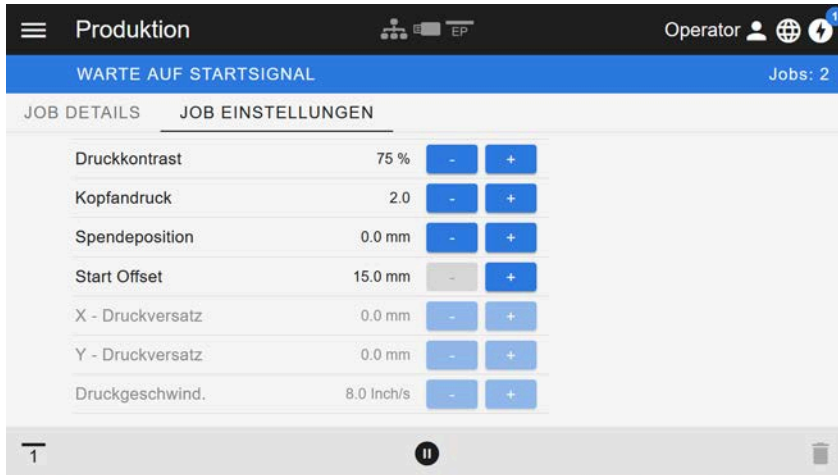 Produktion EP Operator 1
WARTE AUF STARTSIGNAL Jobs: 2
JOB DETAILS JOB EINSTELLUNGEN
Druckkontrast 75 % - +
Kopfandruck 2.0 - +
Spendeposition 0.0 mm - +
Start Offset 15.0 mm - +
X - Druckversatz 0.0 mm - +
Y - Druckversatz 0.0 mm - +
Druckgeschwind. 8.0 Inch/s - +
1